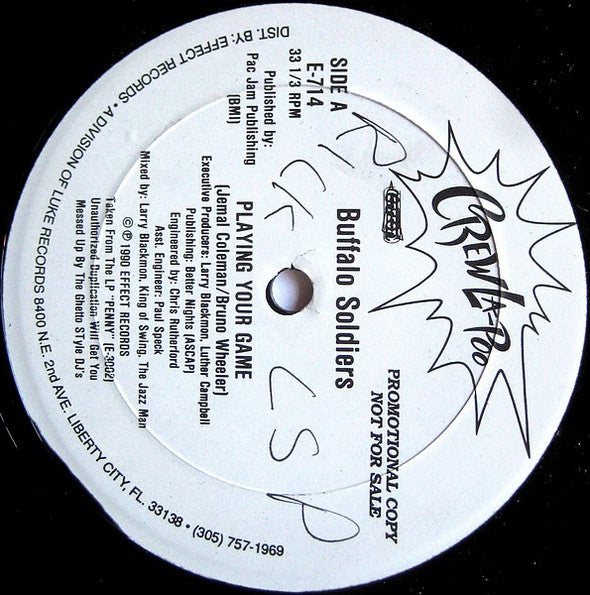 CREW LA-POO
PROMOTIONAL COPY
NOT FOR SALE
Buffalo Soldiers
SIDE A
E-714
33 1/3 RPM
Published by:
Pac Jam Publishing
(BMI)
PLAYING YOUR GAME
(Jemal Coleman/Bruno Wheeler)
Executive Producers: Larry Blackmon, Luther Campbell
Publishing: Better Nights (ASCAP)
Engineered by: Chris Rutherford
Asst. Engineer: Paul Speck
Mixed by: Larry Blackmon, King of Swing, The Jazz Man
© ℗ 1990 EFFECT RECORDS
Taken From The LP "PENNY" (E-3002)
Unauthorized Duplication Will Get You
Messed Up By The Ghetto Style DJ's
DIST. BY: EFFECT RECORDS • A DIVISION OF LUKE RECORDS 8400 N.E. 2nd AVE. LIBERTY CITY, FL. 33138 • (305) 757-1969